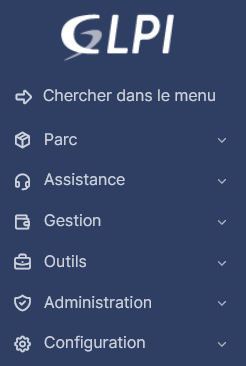 GLPI
Chercher dans le menu
Parc
Assistance
Gestion
Outils
Administration
Configuration